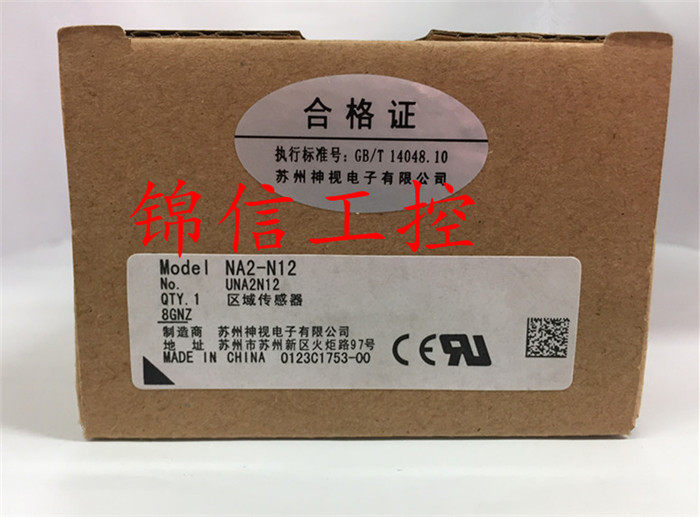 合格证
执行标准号: GB/T 14048.10
苏州神视电子有限公司
锦信工控
Model NA2-N12
No. UNA2N12
QTY.1 区域传感器
8GNZ
制造商 苏州神视电子有限公司
地 址 苏州市苏州新区火炬路97号
MADE IN CHINA 0123C1753-00
CE RU